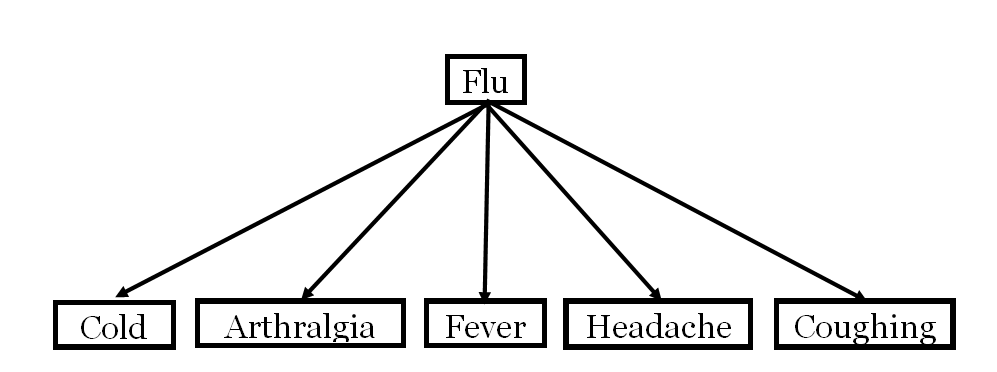 Flu
Cold
Arthralgia
Fever
Headache
Coughing